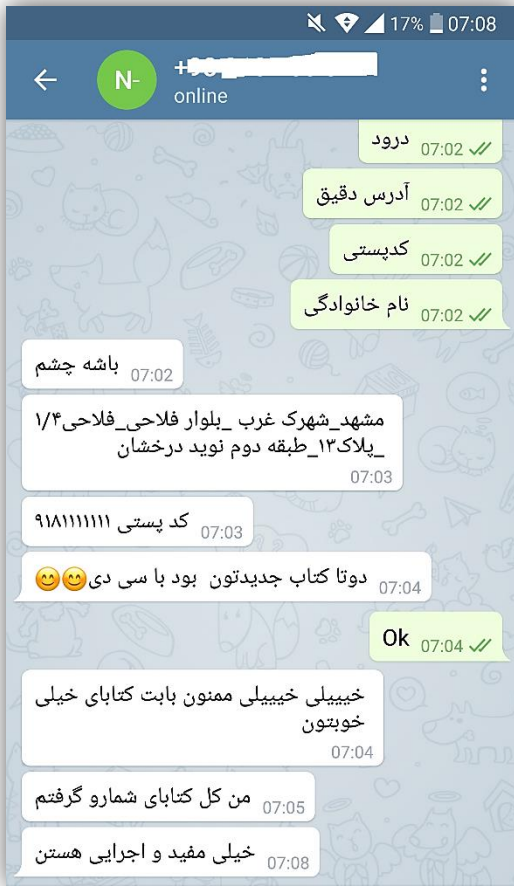 17% 07:08
N-
online
درود 07:02
آدرس دقیق 07:02
کدپستی 07:02
نام خانوادگی 07:02
باشه چشم 07:02
مشهد_شهرک غرب _بلوار فلاحی_فلاحی۱/۴
_پلاک۱۳_طبقه دوم نوید درخشان
07:03
کد پستی ۹۱۸۱۱۱۱۱۱۱ 07:03
دوتا کتاب جدیدتون بود با سی دی😊😊 07:04
Ok 07:04
خیییلی خیییلی ممنون بابت کتابای خیلی
خوبتون
07:04
من کل کتابای شمارو گرفتم 07:05
خیلی مفید و اجرایی هستن 07:08